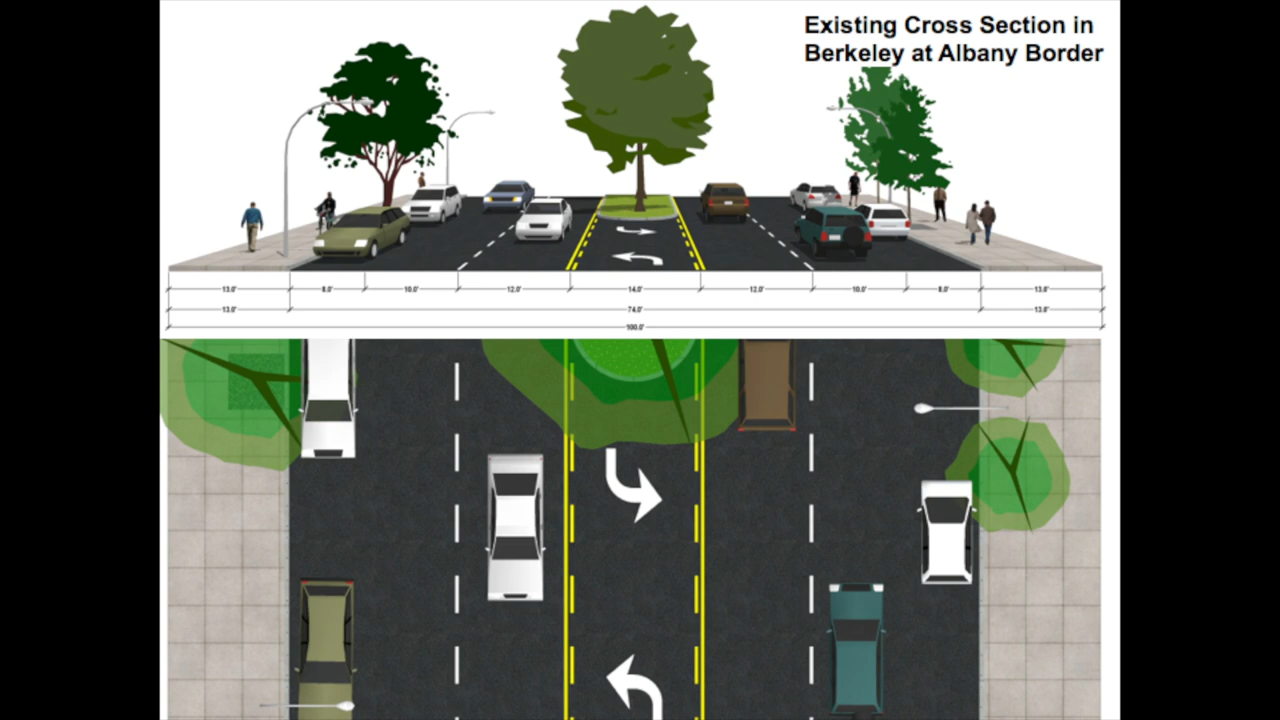 Existing Cross Section in
Berkeley at Albany Border
13.0' 8.0' 10.0' 12.0' 14.0' 12.0' 10.0' 8.0' 13.0'
13.0' 74.0' 13.0'
100.0'